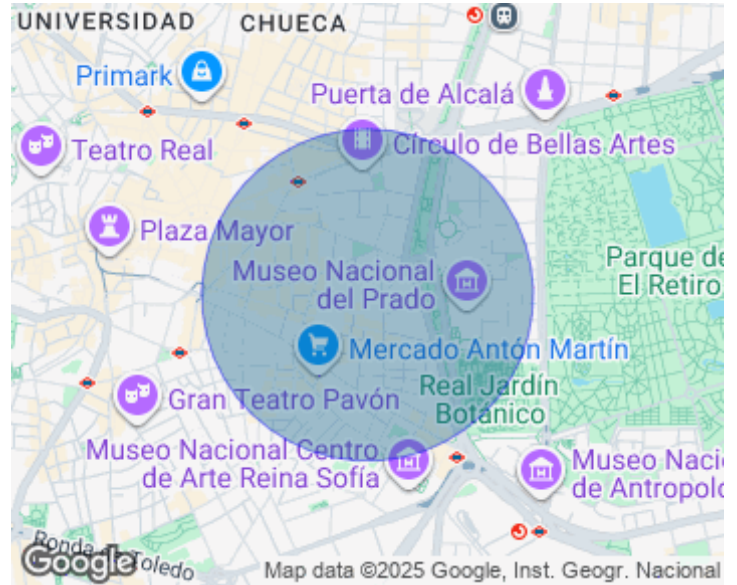 UNIVERSIDAD
CHUECA
Primark
Puerta de Alcalá
Teatro Real
Círculo de Bellas Artes
Plaza Mayor
Museo Nacional
del Prado
Parque de
El Retiro
Mercado Antón Martín
Gran Teatro Pavón
Real Jardín
Botánico
Museo Nacional Centro
de Arte Reina Sofía
Museo Naci
de Antropolo
Ronda de Toledo
Google
Map data ©2025 Google, Inst. Geogr. Nacional